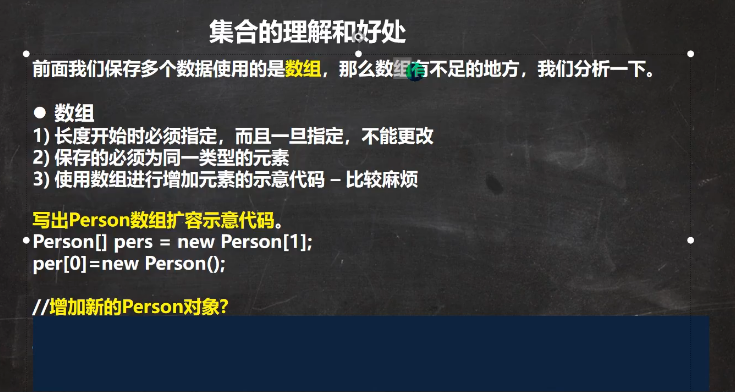 集合的理解和好处
前面我们保存多个数据使用的是数组，那么数组有不足的地方，我们分析一下。
● 数组
1) 长度开始时必须指定，而且一旦指定，不能更改
2) 保存的必须为同一类型的元素
3) 使用数组进行增加元素的示意代码 – 比较麻烦
写出Person数组扩容示意代码。
Person[] pers = new Person[1];
per[0]=new Person();
//增加新的Person对象?